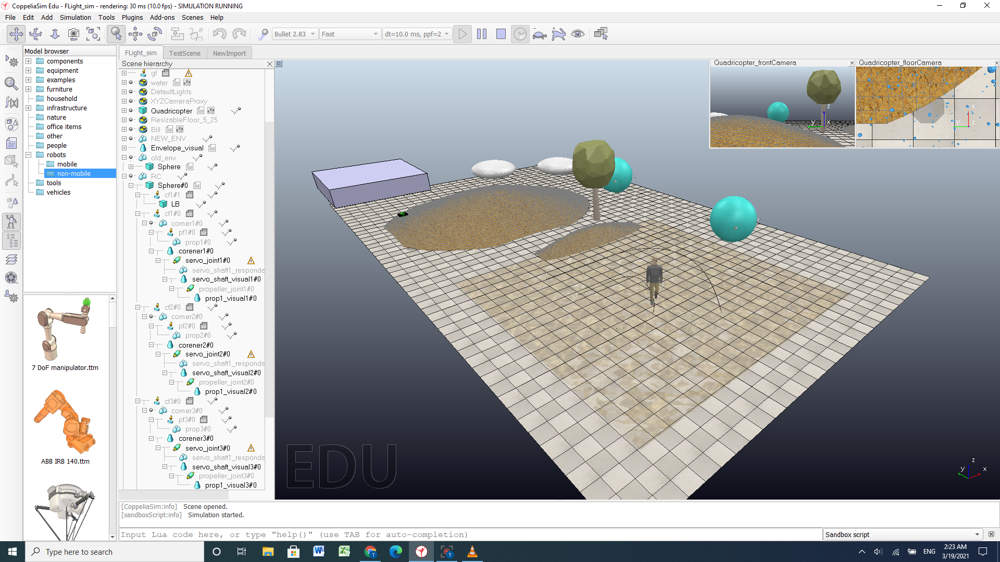 CoppeliaSim Edu - FLight_sim - rendering: 30 ms (10.0 fps) - SIMULATION RUNNING
File Edit Add Simulation Tools Plugins Add-ons Scenes Help
Bullet 2.83 Fast dt=10.0 ms, ppf=2
Model browser
components
equipment
examples
furniture
household
infrastructure
nature
office items
other
people
robots
mobile
non-mobile
tools
vehicles
7 DoF manipulator.ttm
ABB IRB 140.ttm
FLight_sim TestScene NewImport
Scene hierarchy
gf
water
DefaultLights
XYZCameraProxy
Quadricopter
ResizableFloor_5_25
Bill
NEW_ENV
Envelope_visual
old_env
Sphere
RC
Sphere#0
cf1#1
LB
cf1#0
corner1#0
pf1#0
prop1#0
corener1#0
servo_joint1#0
servo_shaft1_responda
servo_shaft_visual1#0
propeller_joint1#0
prop1_visual1#0
cf2#0
corner2#0
pf2#0
prop2#0
corener2#0
servo_joint2#0
servo_shaft1_responda
servo_shaft_visual2#0
propeller_joint2#0
prop1_visual2#0
cf3#0
corner3#0
pf3#0
prop3#0
corener3#0
servo_joint3#0
servo_shaft1_responda
servo_shaft_visual3#0
propeller_joint3#0
prop1_visual3#0
Quadricopter_frontCamera
z
y x
Quadricopter_floorCamera
x
y
z
EDU
z
y x
[CoppeliaSim:info] Scene opened.
[sandboxScript:info] Simulation started.
Input Lua code here, or type "help()" (use TAB for auto-completion)
Sandbox script
Type here to search
ENG
2:23 AM
3/19/2021